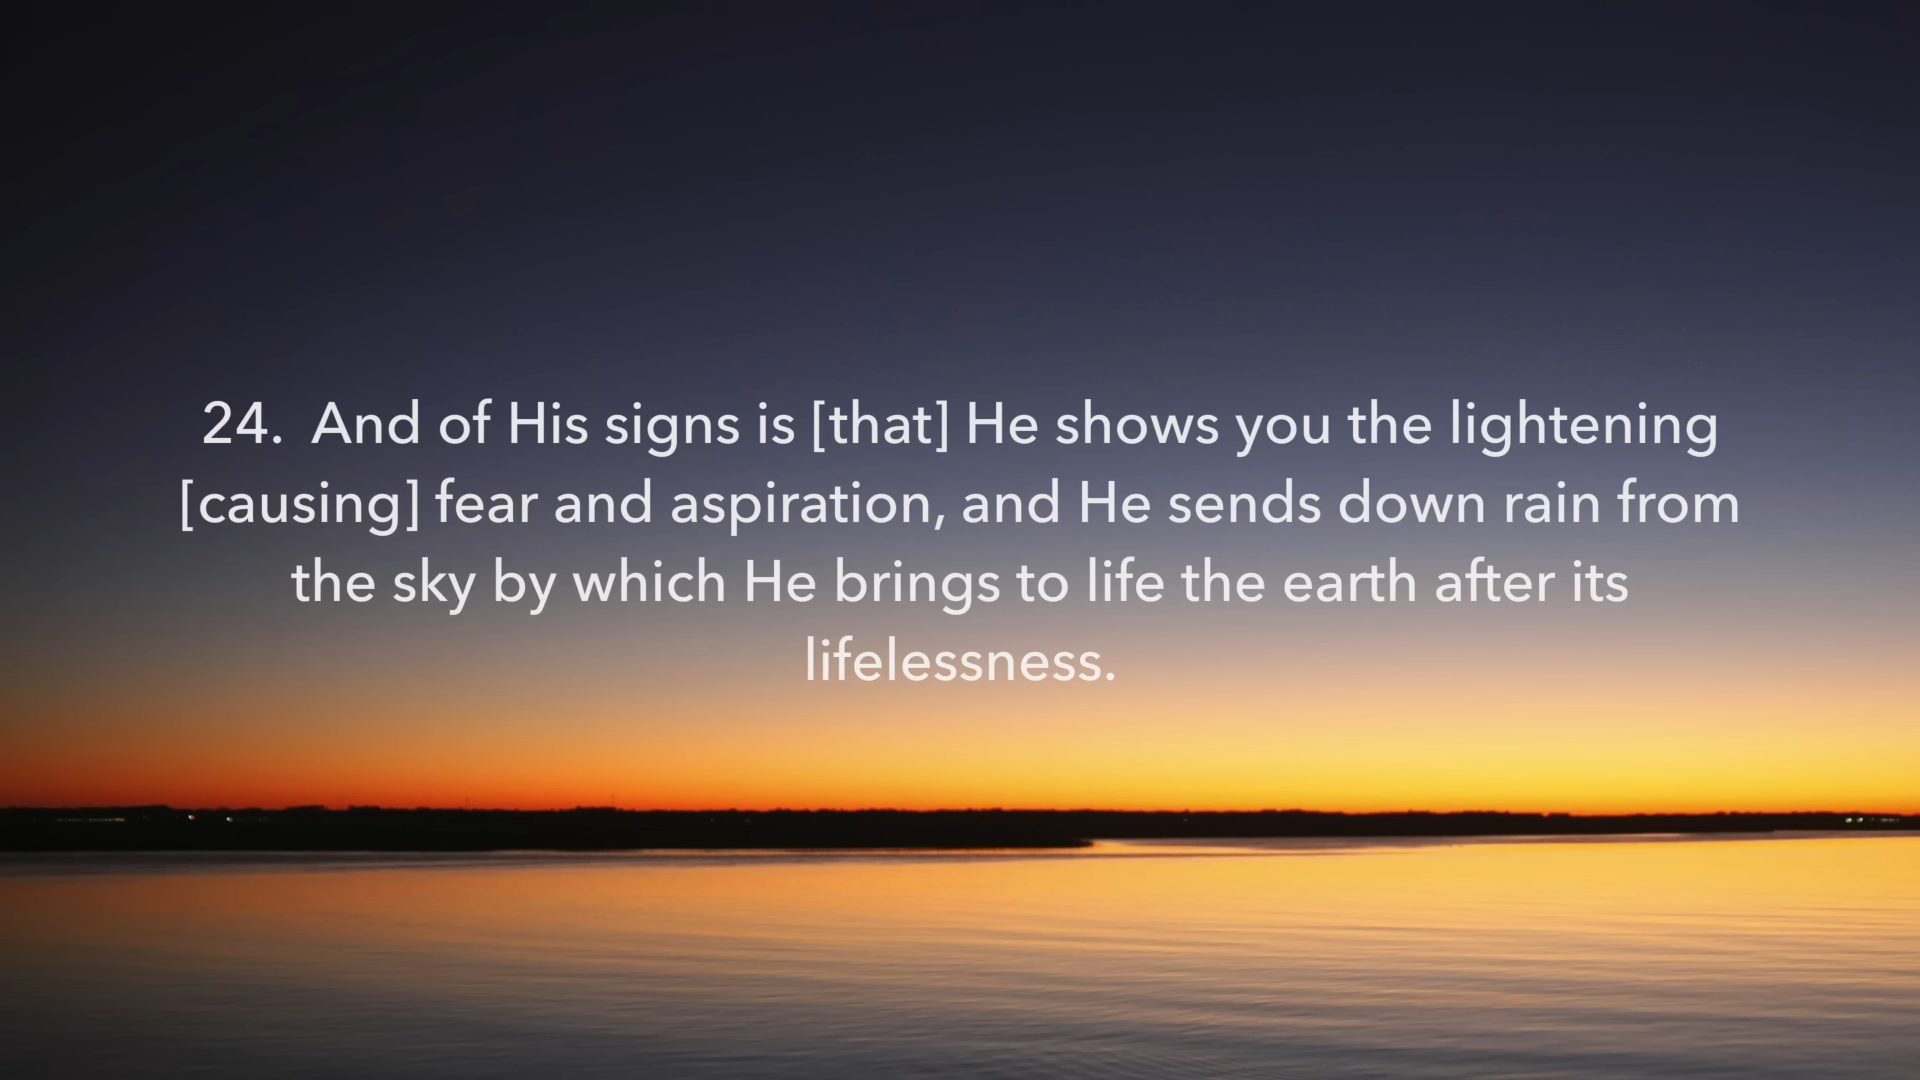 24.  And of His signs is [that] He shows you the lightening
[causing] fear and aspiration, and He sends down rain from
the sky by which He brings to life the earth after its
lifelessness.